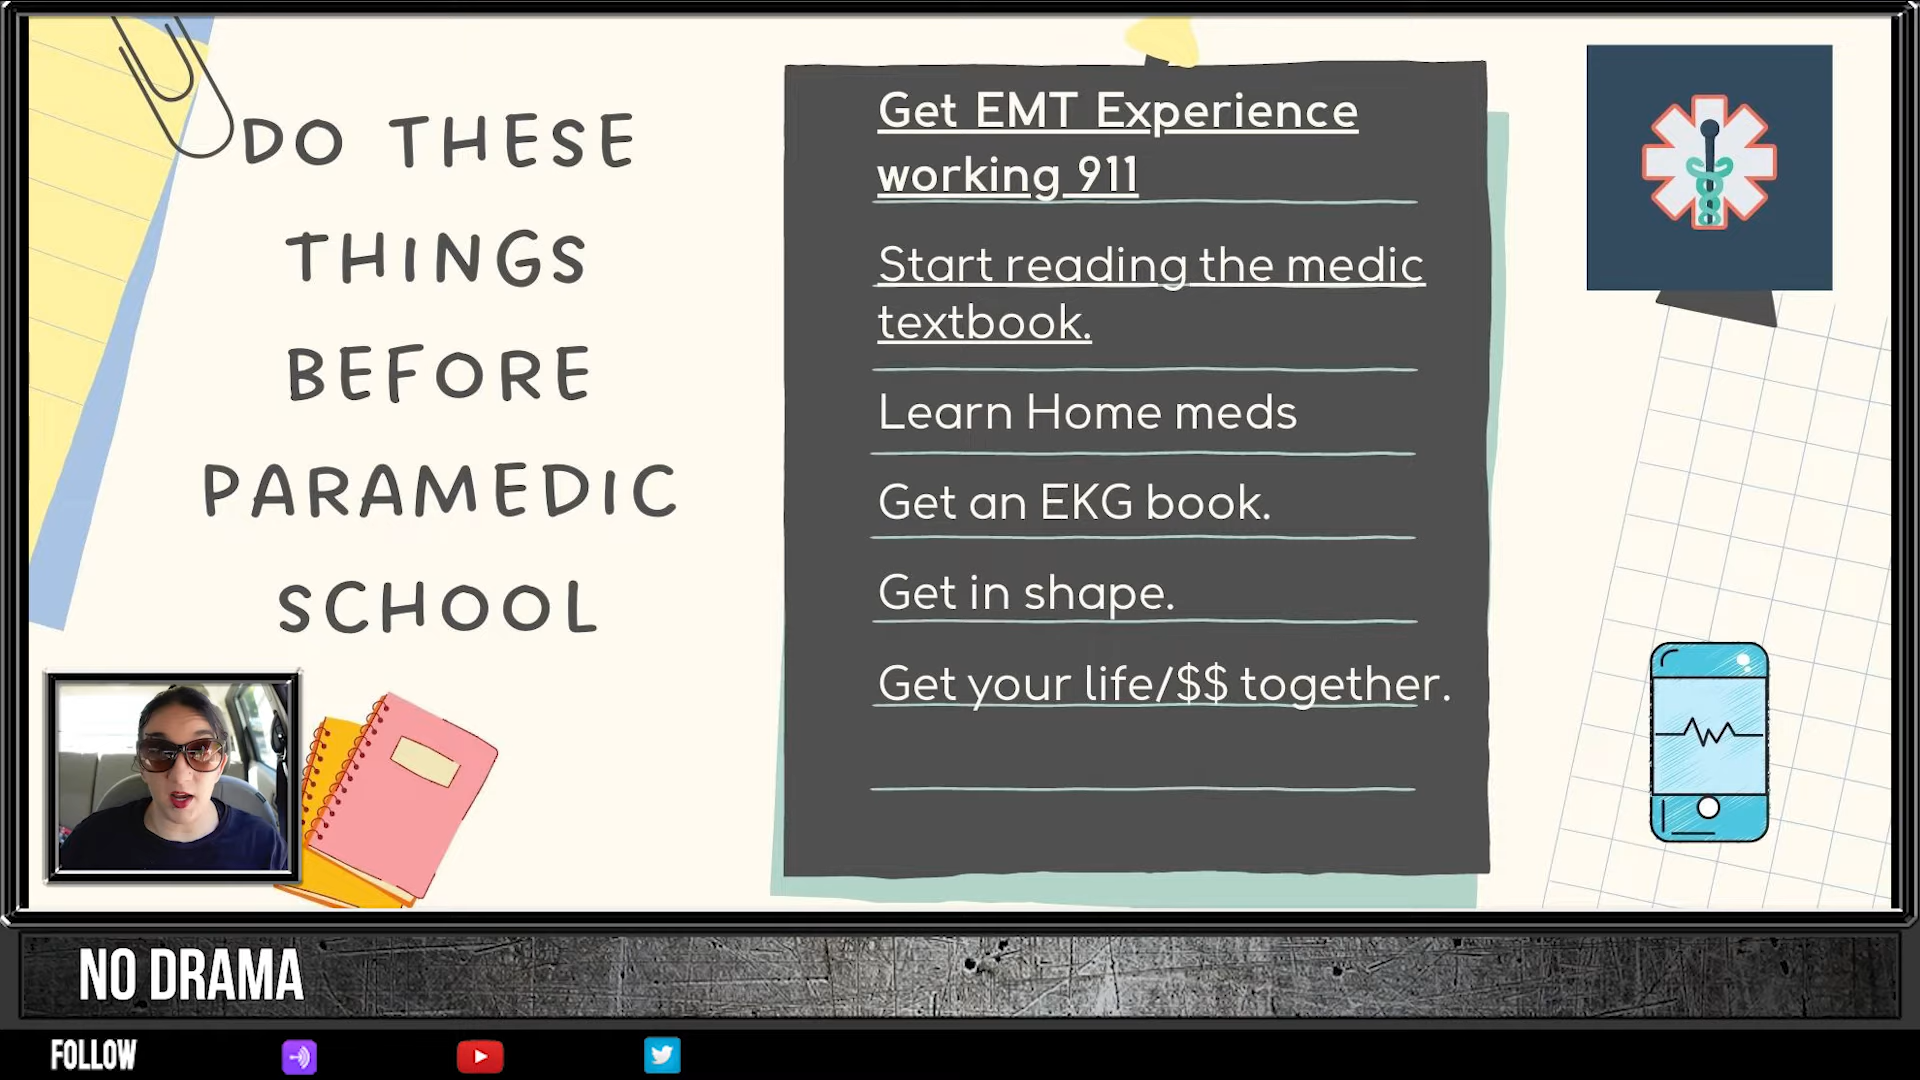 DO THESE
THINGS
BEFORE
PARAMEDIC
SCHOOL
Get EMT Experience
working 911
Start reading the medic
textbook.
Learn Home meds
Get an EKG book.
Get in shape.
Get your life/$$ together.
NO DRAMA
FOLLOW